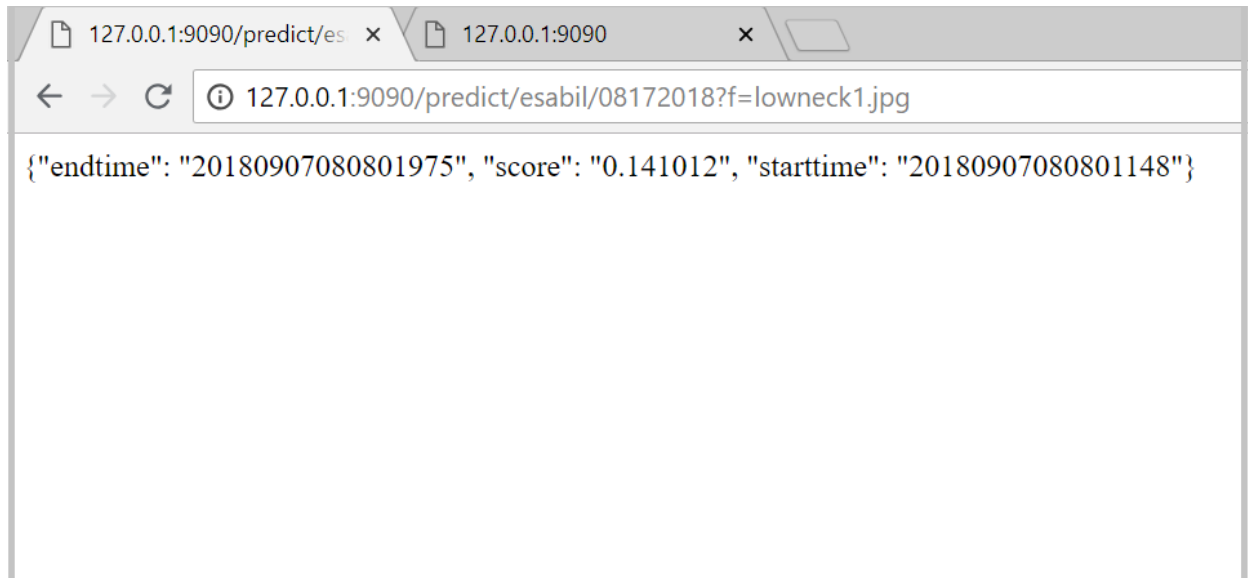 127.0.0.1:9090/predict/es
127.0.0.1:9090
127.0.0.1:9090/predict/esabil/08172018?f=lowneck1.jpg
{"endtime": "20180907080801975", "score": "0.141012", "starttime": "20180907080801148"}